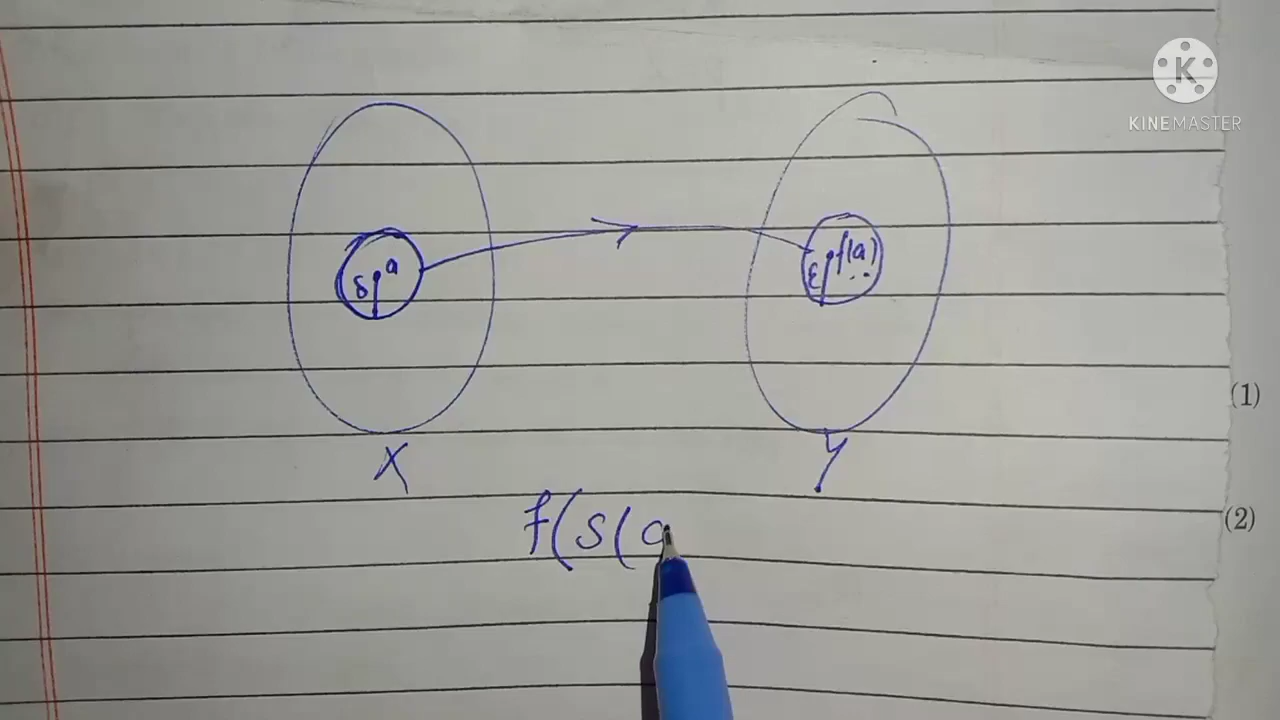 K
KINEMASTER
a
δ
f(a)
ε
(1)
X
Y
(2)
f(S(a